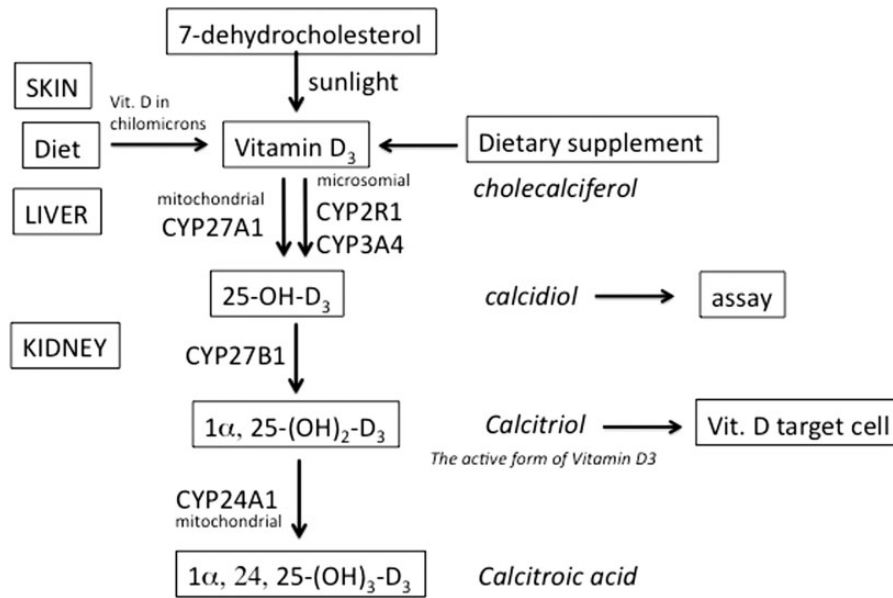 7-dehydrocholesterol
sunlight
SKIN
Vit. D in
chilomicrons
Diet
Vitamin D₃
Dietary supplement
cholecalciferol
mitochondrial
CYP27A1
microsomial
CYP2R1
CYP3A4
LIVER
25-OH-D₃
calcidiol
assay
KIDNEY
CYP27B1
1α, 25-(OH)₂-D₃
Calcitriol
Vit. D target cell
The active form of Vitamin D3
CYP24A1
mitochondrial
1α, 24, 25-(OH)₃-D₃
Calcitroic acid